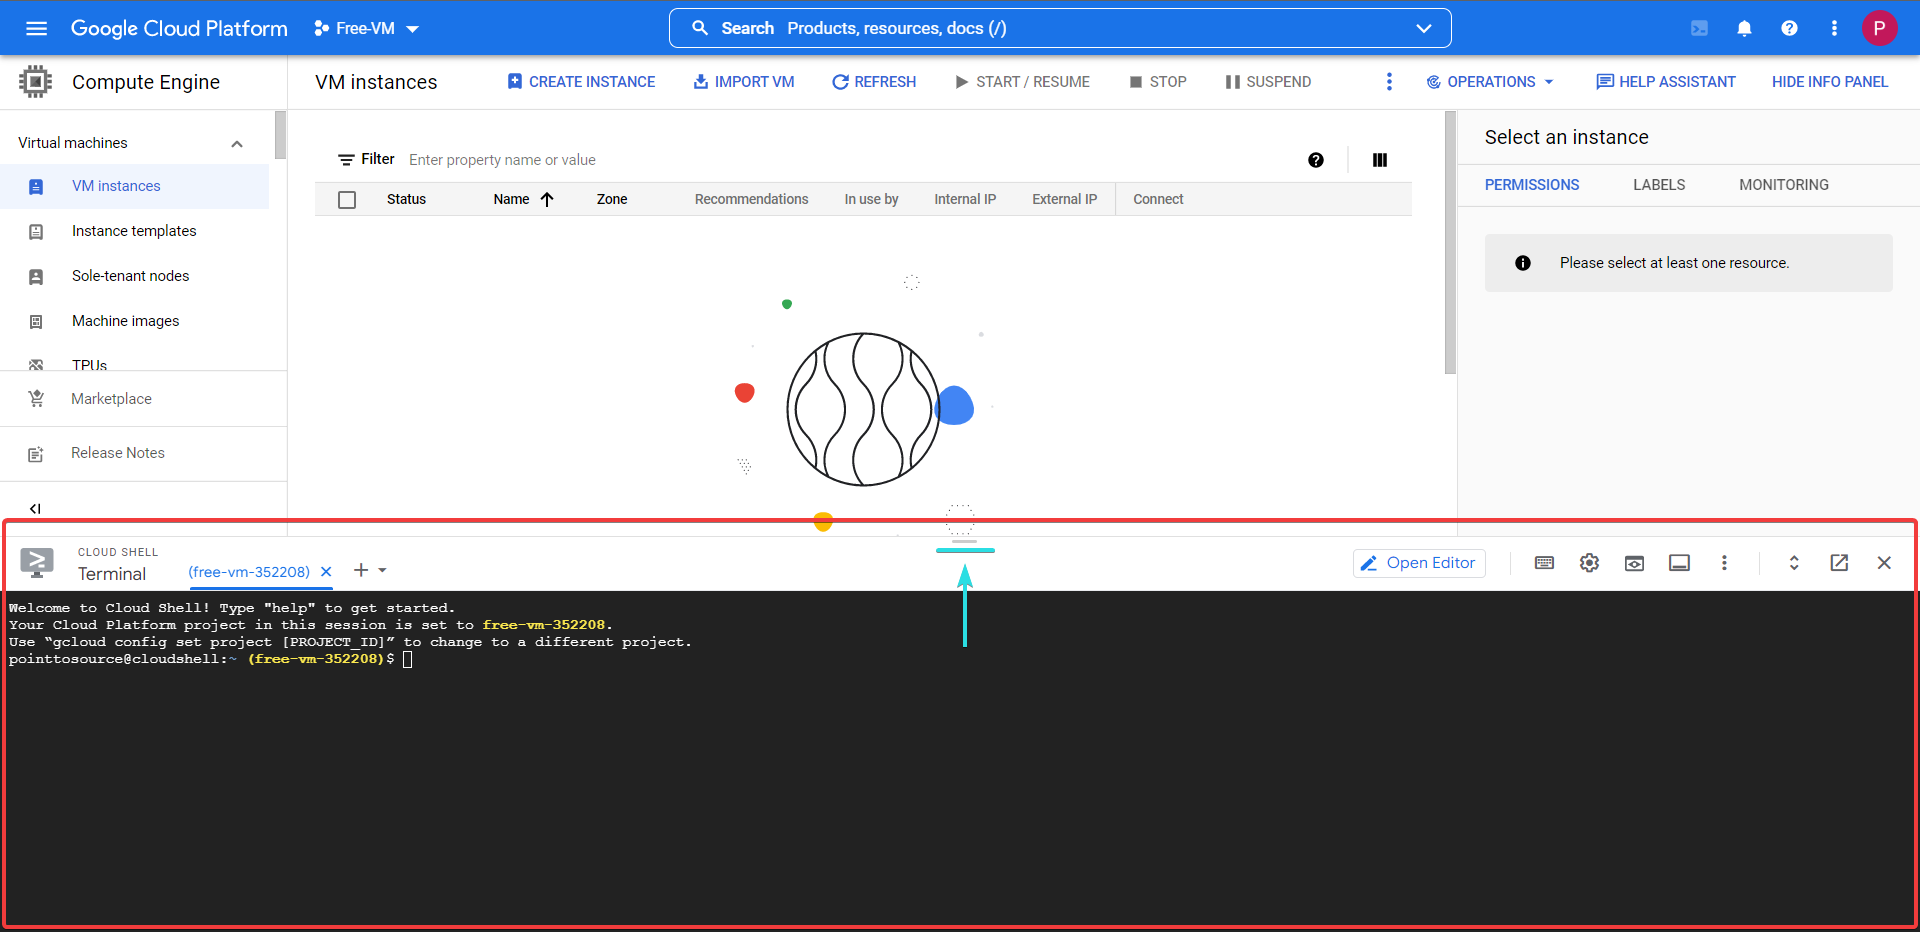 Google Cloud Platform
Free-VM
Search Products, resources, docs (/)
P
Compute Engine
VM instances
CREATE INSTANCE
IMPORT VM
REFRESH
START / RESUME
STOP
SUSPEND
OPERATIONS
HELP ASSISTANT
HIDE INFO PANEL
Virtual machines
VM instances
Instance templates
Sole-tenant nodes
Machine images
TPUs
Marketplace
Release Notes
Filter Enter property name or value
Status Name Zone Recommendations In use by Internal IP External IP Connect
Select an instance
PERMISSIONS LABELS MONITORING
Please select at least one resource.
CLOUD SHELL
Terminal
(free-vm-352208)
Open Editor
Welcome to Cloud Shell! Type "help" to get started.
Your Cloud Platform project in this session is set to free-vm-352208.
Use “gcloud config set project [PROJECT_ID]” to change to a different project.
pointtosource@cloudshell:~ (free-vm-352208)$